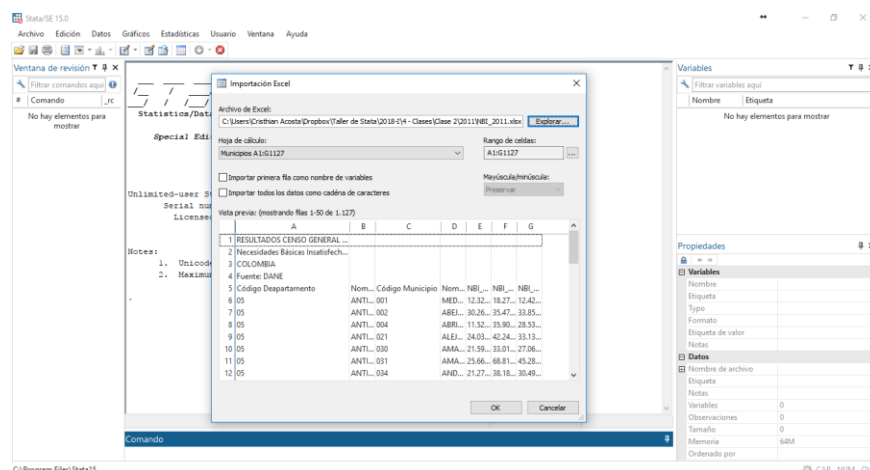 Stata/SE 15.0
Archivo Edición Datos Gráficos Estadísticas Usuario Ventana Ayuda
Ventana de revisión
Filtrar comandos aquí
# Comando _rc
No hay elementos para
mostrar
Statistics/Dat
Special Edi
Unlimited-user S
Serial nu
License
Notes:
1. Unicod
2. Maximu
.
Importación Excel
Archivo de Excel:
C:\Users\Cristhian Acosta\Dropbox\Taller de Stata\2018-I\4 - Clases\Clase 2\2011\NBI_2011.xlsx Explorar...
Hoja de cálculo: Rango de celdas:
Municipios A1:G1127 A1:G1127 ...
Importar primera fila como nombre de variables Mayúscula/minúscula:
Importar todos los datos como cadéna de caracteres Preservar
Vista previa: (mostrando filas 1-50 de 1.127)
A B C D E F G
1 RESULTADOS CENSO GENERAL ...
2 Necesidades Básicas Insatisfech...
3 COLOMBIA
4 Fuente: DANE
5 Código Deapartamento Nom... Código Municipio Nom... NBI_... NBI_... NBI_...
6 05 ANTI... 001 MED... 12.32... 18.27... 12.42...
7 05 ANTI... 002 ABEJ... 30.26... 35.47... 33.85...
8 05 ANTI... 004 ABRI... 11.52... 35.90... 28.53...
9 05 ANTI... 021 ALEJ... 24.03... 42.24... 33.13...
10 05 ANTI... 030 AMA... 21.59... 33.01... 27.06...
11 05 ANTI... 031 AMA... 25.66... 68.81... 45.28...
12 05 ANTI... 034 AND... 21.27... 38.18... 30.49...
OK Cancelar
Comando
Variables
Filtrar variables aquí
Nombre Etiqueta
No hay elementos para mostrar
Propiedades
Variables
Nombre
Etiqueta
Tipo
Formato
Etiqueta de valor
Notas
Datos
Nombre de archivo
Etiqueta
Notas
Variables 0
Observaciones 0
Tamaño 0
Memoria 64M
Ordenado por
C:\Program Files\Stata15
CAP NUM